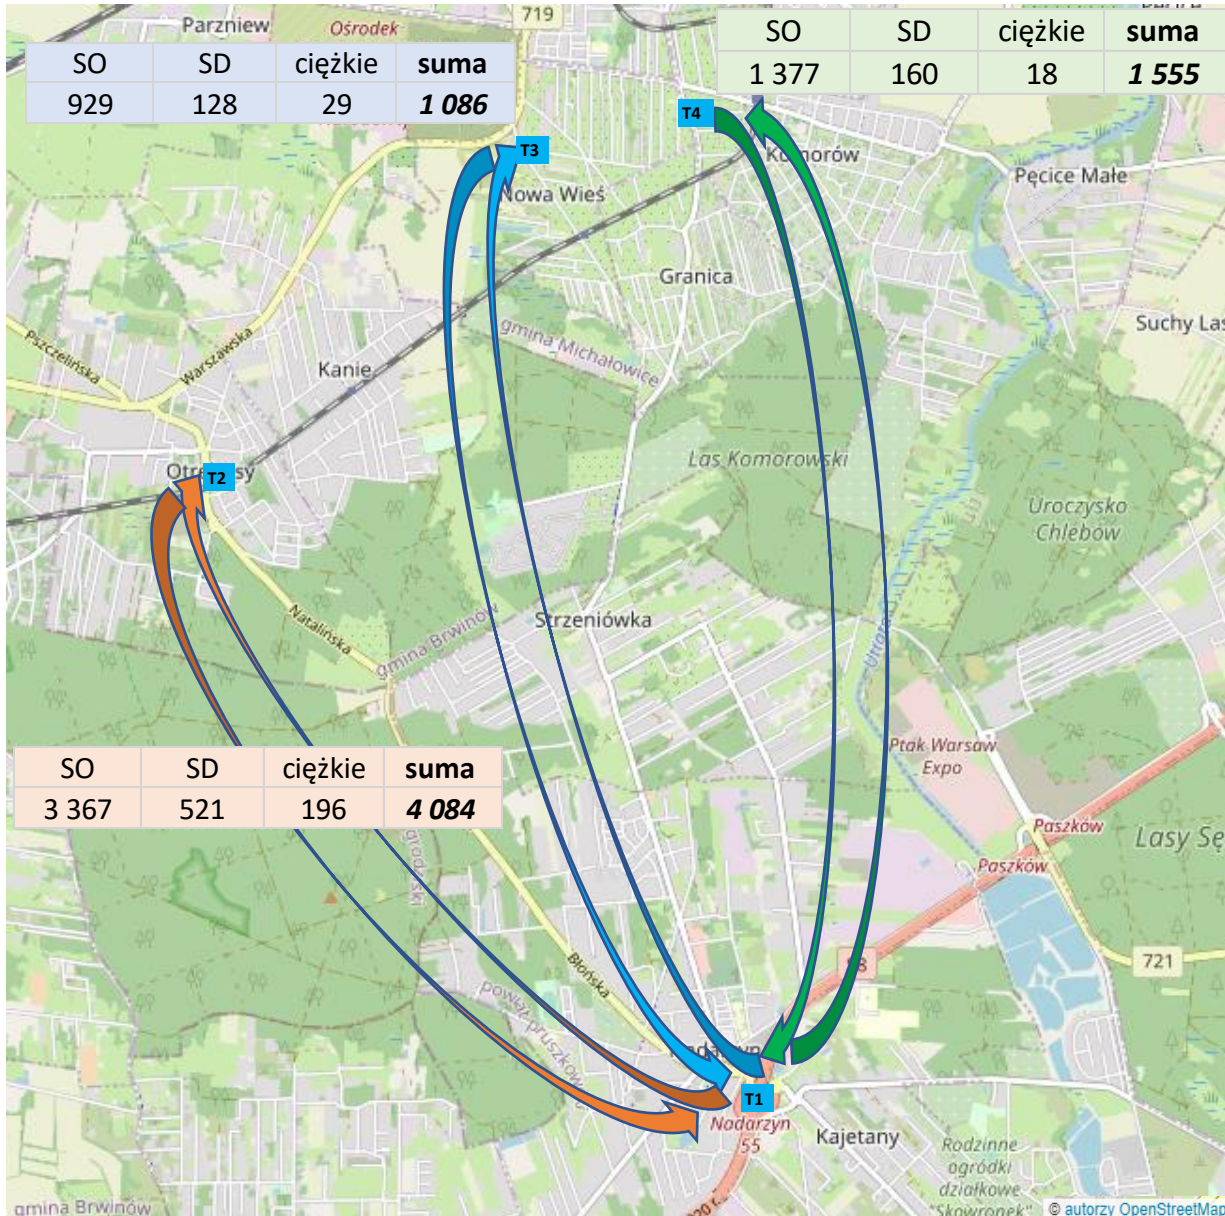 Parzniew
Ośrodek
719
SO SD ciężkie suma
929 128 29 1 086
SO SD ciężkie suma
1 377 160 18 1 555
T4
T3
Komorów
Pęcice Małe
Nowa Wieś
Granica
Suchy Las
gmina Michałowice
Pszczelińska
Warszawska
Kanie
Las Komorowski
T2
Uroczysko
Chlebów
Natalińska
Strzeniówka
gmina Brwinów
Utrata
Ptak Warsaw
Expo
SO SD ciężkie suma
3 367 521 196 4 084
Paszków
Paszków
Lasy Sę
721
Błońska
powiat pruszkow
T1
Nadarzyn
55
Kajetany
Rodzinne
ogródki
działkowe
"Skowronek"
gmina Brwinów
© autorzy OpenStreetMap